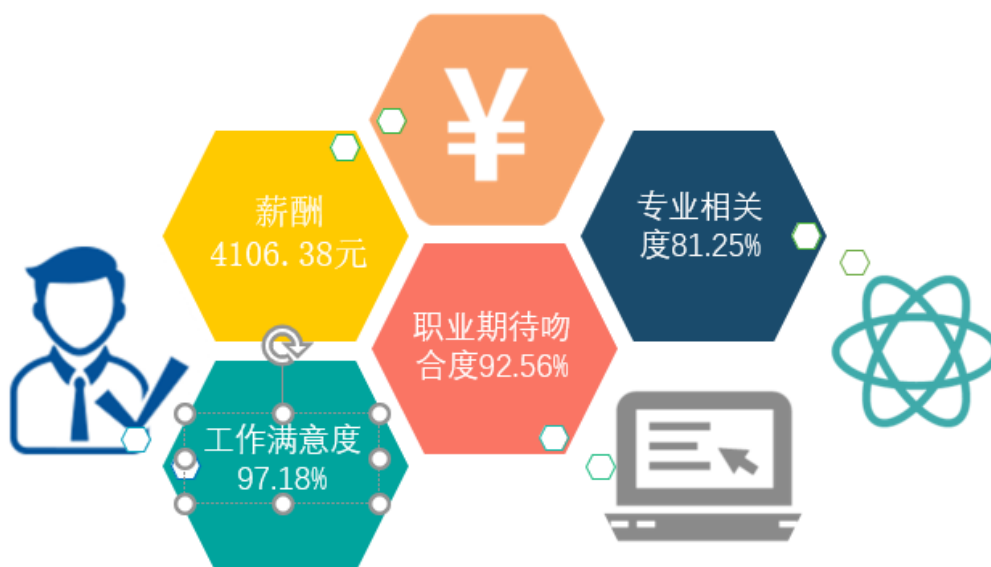 ¥
薪酬
4106.38元
专业相关
度81.25%
职业期待吻
合度92.56%
工作满意度
97.18%